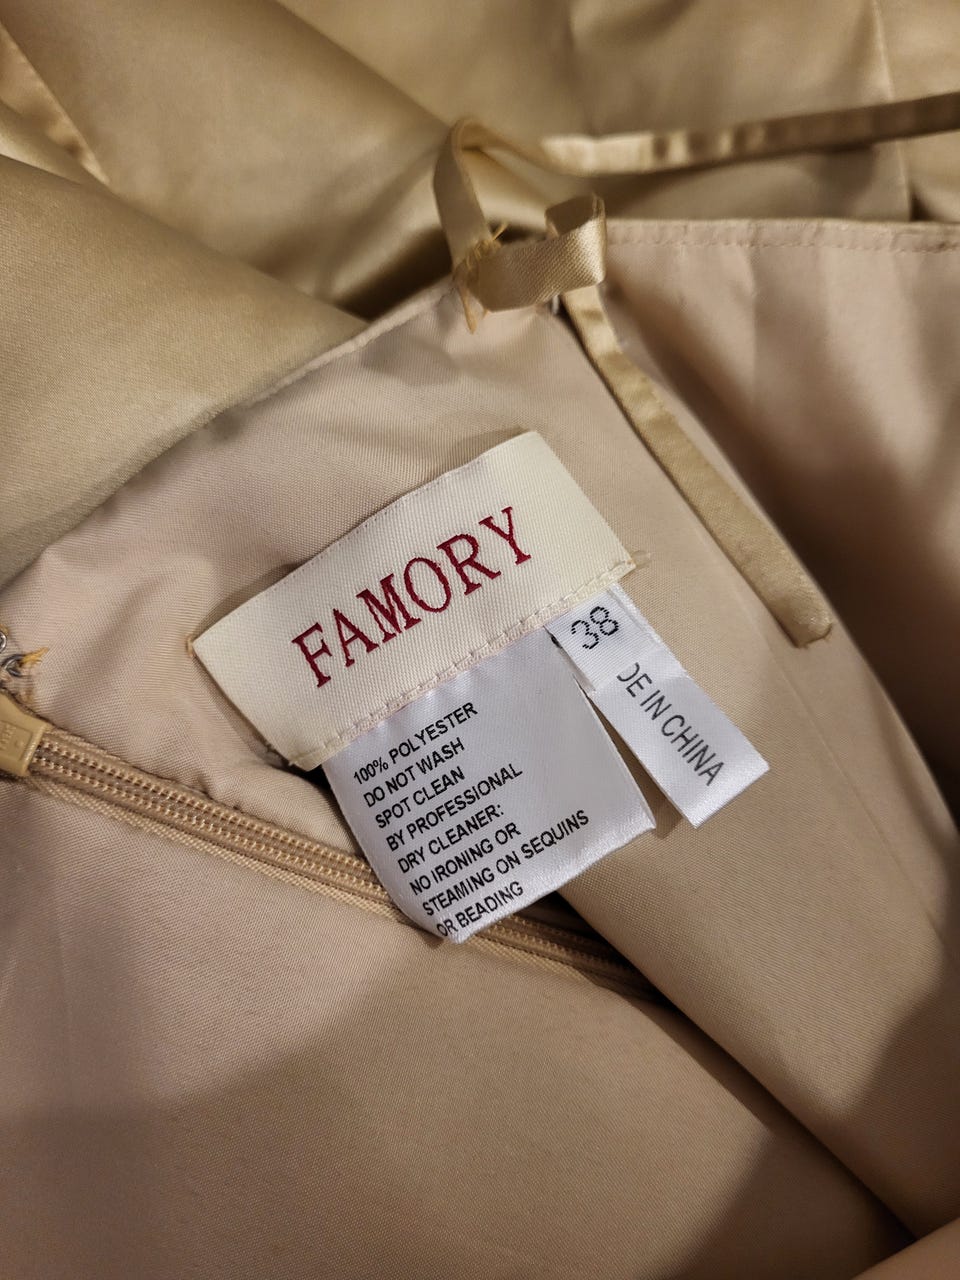 FAMORY
38
DE IN CHINA
100% POLYESTER
DO NOT WASH
SPOT CLEAN
BY PROFESSIONAL
DRY CLEANER:
NO IRONING OR
STEAMING ON SEQUINS
OR BEADING